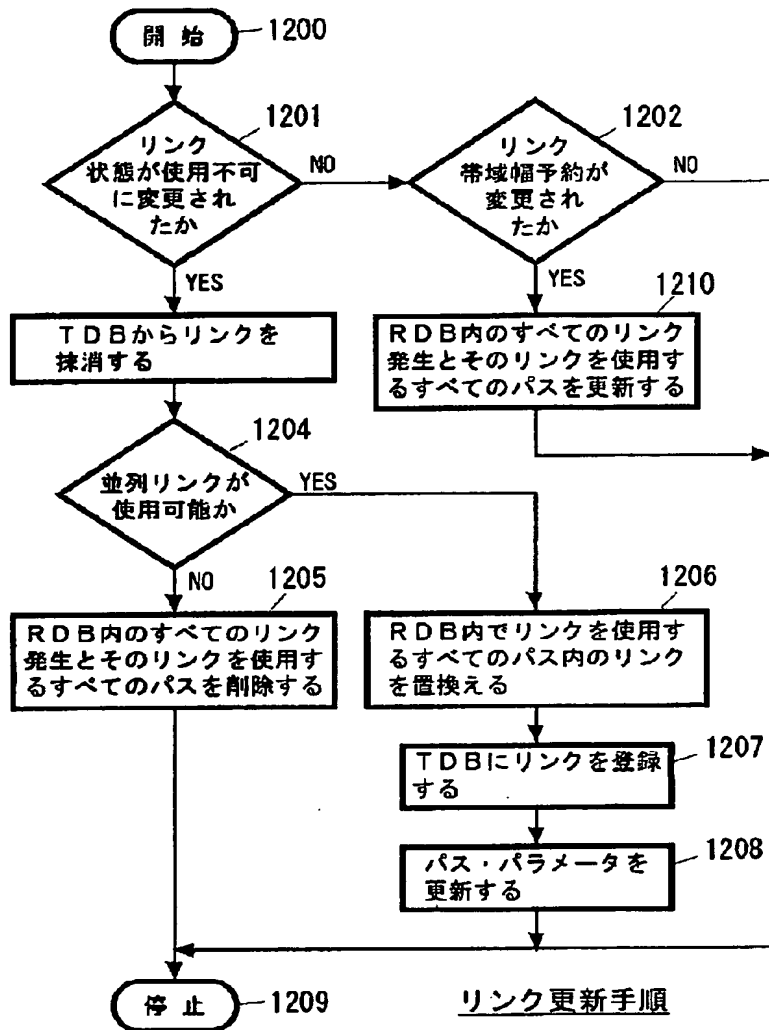 開 始
1200
1201
リンク
状態が使用不可
に変更され
たか
NO
YES
1202
リンク
帯域幅予約が
変更され
たか
NO
YES
TDBからリンクを
抹消する
1210
RDB内のすべてのリンク
発生とそのリンクを使用す
るすべてのパスを更新する
1204
並列リンクが
使用可能か
YES
NO
1205
RDB内のすべてのリンク
発生とそのリンクを使用す
るすべてのパスを削除する
1206
RDB内でリンクを使用す
るすべてのパス内のリンク
を置換える
TDBにリンクを登録
する
1207
パス・パラメータを
更新する
1208
停 止
1209
リンク更新手順